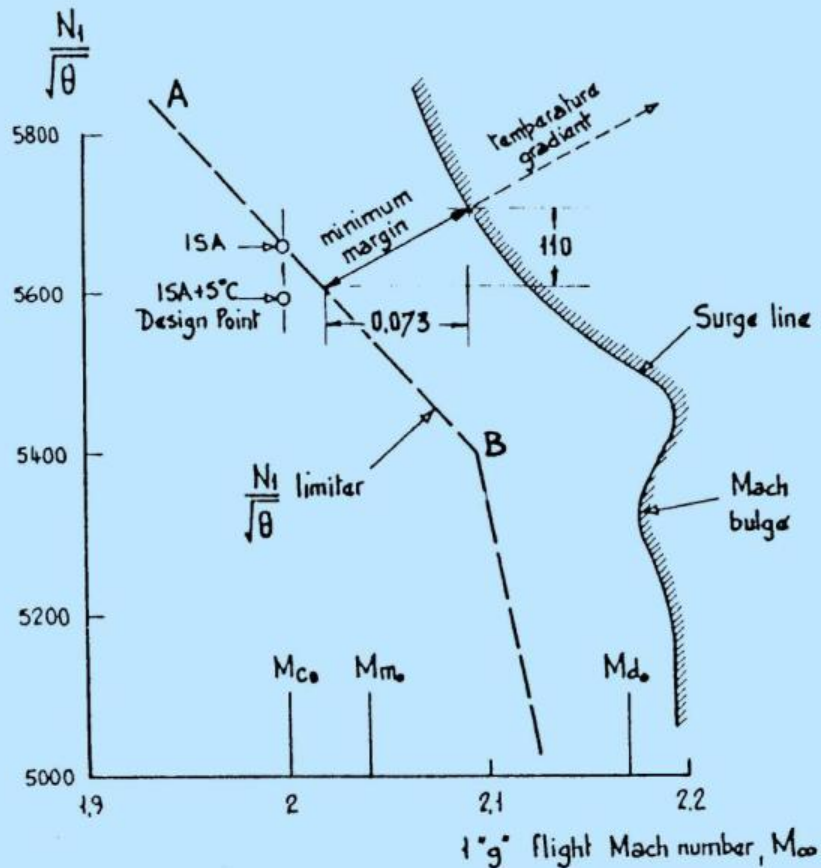 N1
√θ
A
5800
temperature
gradient
minimum
margin
ISA
110
5600
ISA+5°C
Design Point
0,073
Surge line
B
5400
N1
√θ limiter
Mach
bulge
5200
Mc₀
Mm₀
Md₀
5000
1,9
2
2,1
2,2
1"g" flight Mach number, M∞